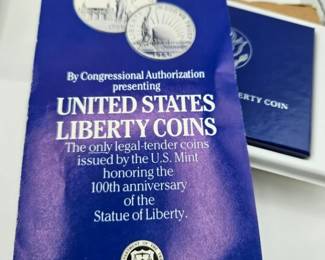 By Congressional Authorization
presenting
UNITED STATES
LIBERTY COINS
The only legal-tender coins
issued by the U.S. Mint
honoring the
100th anniversary
of the
Statue of Liberty.
ERTY COIN